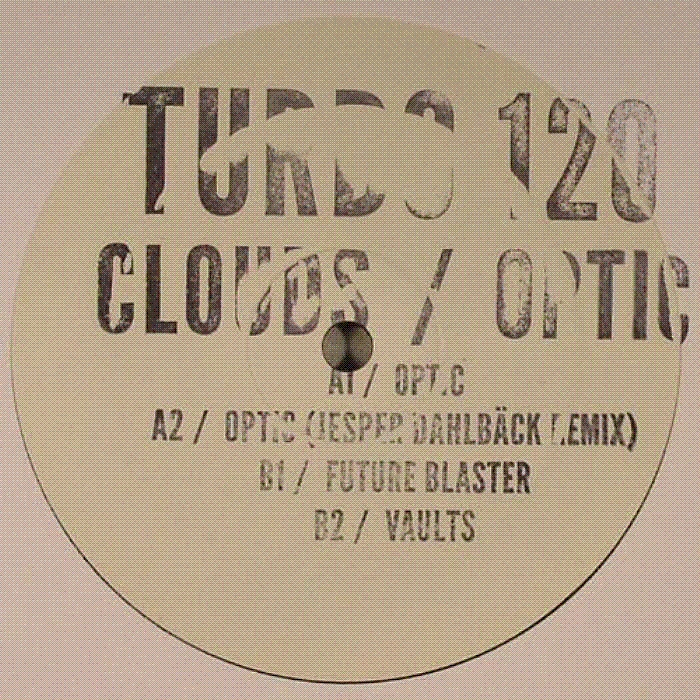 TURBO 120
CLOUDS / OPTIC
A1 / OPTIC
A2 / OPTIC (JESPER DAHLBÄCK REMIX)
B1 / FUTURE BLASTER
B2 / VAULTS